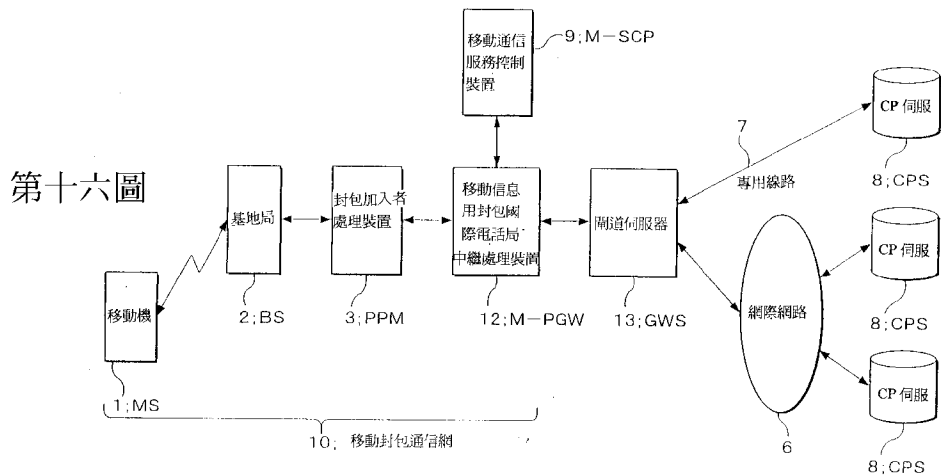 第十六圖
移動通信
服務控制
裝置
9;M-SCP
CP 伺服
8;CPS
7
專用線路
基地局
2;BS
封包加入者
處理裝置
3;PPM
移動信息
用封包國
際電話局
中繼處理裝置
12;M-PGW
閘道伺服器
13;GWS
CP 伺服
8;CPS
移動機
1;MS
網際網路
6
CP 伺服
8;CPS
10; 移動封包通信網